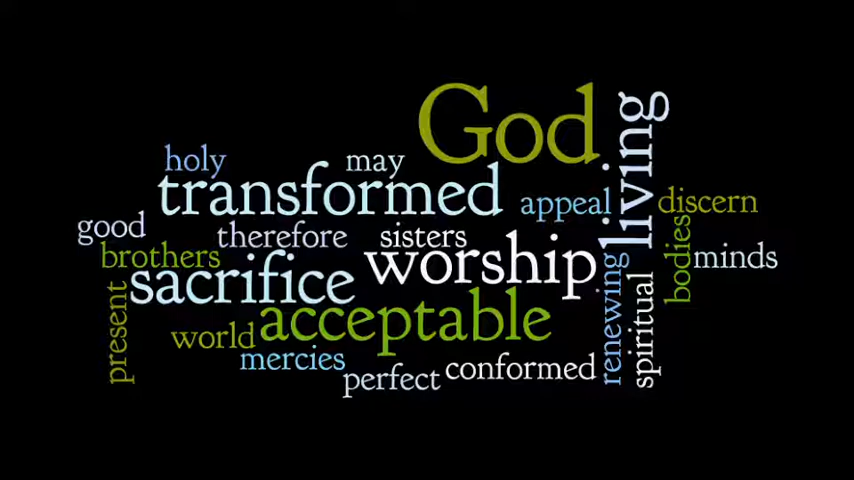 God
living
holy
may
transformed
appeal
discern
good
therefore
sisters
brothers
worship
bodies
minds
sacrifice
renewing
spiritual
present
acceptable
world
mercies
perfect
conformed